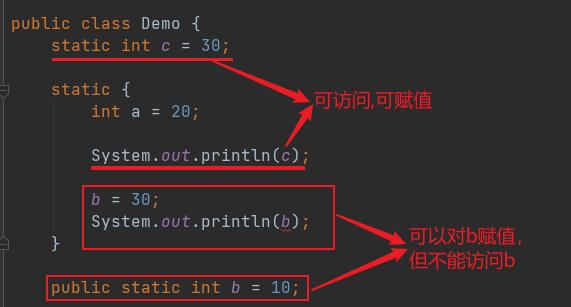 public class Demo {
static int c = 30;
static {
int a = 20;
可访问,可赋值
System.out.println(c);
b = 30;
System.out.println(b);
可以对b赋值,
但不能访问b
}
public static int b = 10;